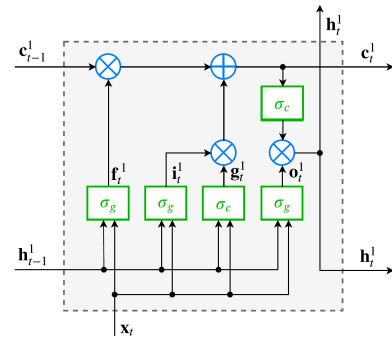 h_t^1
c_{t-1}^1 c_t^1
σ_c
f_t^1 i_t^1 g_t^1 o_t^1
σ_g σ_g σ_c σ_g
h_{t-1}^1 h_t^1
x_t